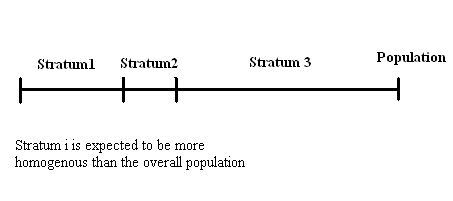 Stratum1 Stratum2 Stratum 3 Population
Stratum i is expected to be more
homogenous than the overall population